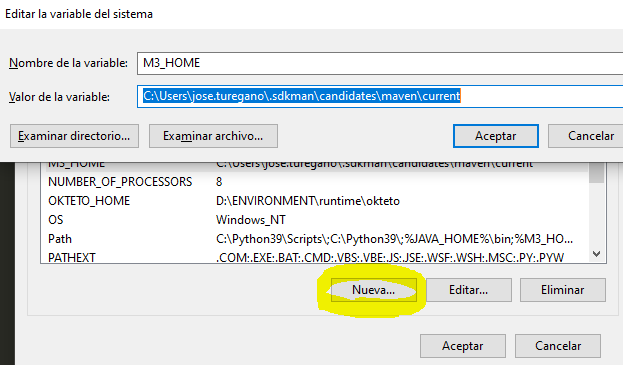 Editar la variable del sistema
Nombre de la variable: M3_HOME
Valor de la variable: C:\Users\jose.turegano\.sdkman\candidates\maven\current
Examinar directorio... Examinar archivo... Aceptar Cancelar
M3_HOME C:\Users\jose.turegano\.sdkman\candidates\maven\current
NUMBER_OF_PROCESSORS 8
OKTETO_HOME D:\ENVIRONMENT\runtime\okteto
OS Windows_NT
Path C:\Python39\Scripts\;C:\Python39\;%JAVA_HOME%\bin;%M3_HO...
PATHEXT .COM;.EXE;.BAT;.CMD;.VBS;.VBE;.JS;.JSE;.WSF;.WSH;.MSC;.PY;.PYW
Nueva... Editar... Eliminar
Aceptar Cancelar